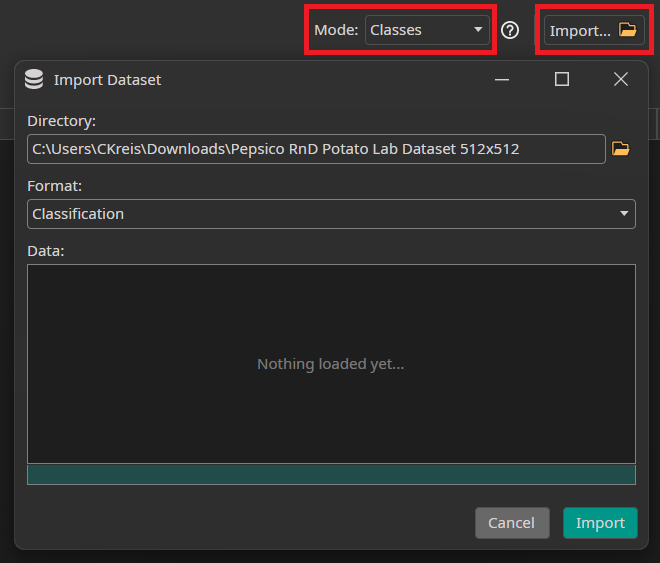 Mode: Classes Import...
Import Dataset
Directory:
C:\Users\CKreis\Downloads\Pepsico RnD Potato Lab Dataset 512x512
Format:
Classification
Data:
Nothing loaded yet...
Cancel Import